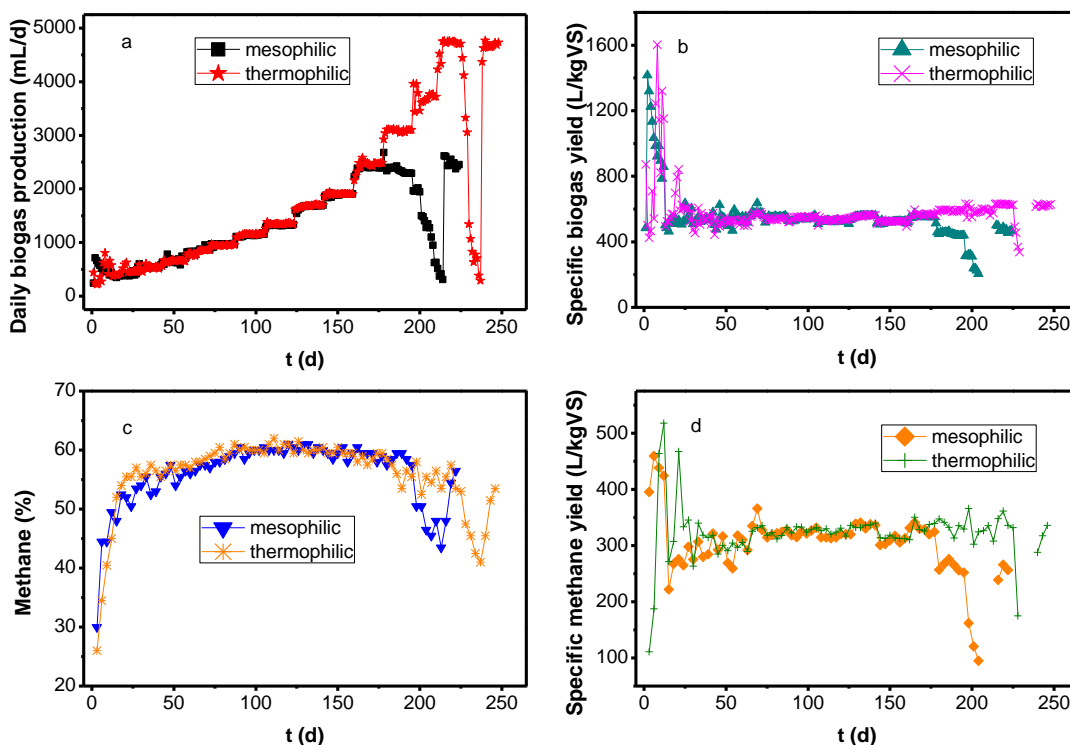 a
mesophilic
thermophilic
Daily biogas production (mL/d)
5000
4000
3000
2000
1000
0
0 50 100 150 200 250
t (d)
b
mesophilic
thermophilic
Specific biogas yield (L/kgVS)
1600
1200
800
400
0
0 50 100 150 200 250
t (d)
c
mesophilic
thermophilic
Methane (%)
70
60
50
40
30
20
0 50 100 150 200 250
t (d)
d
mesophilic
thermophilic
Specific methane yield (L/kgVS)
500
400
300
200
100
0 50 100 150 200 250
t (d)